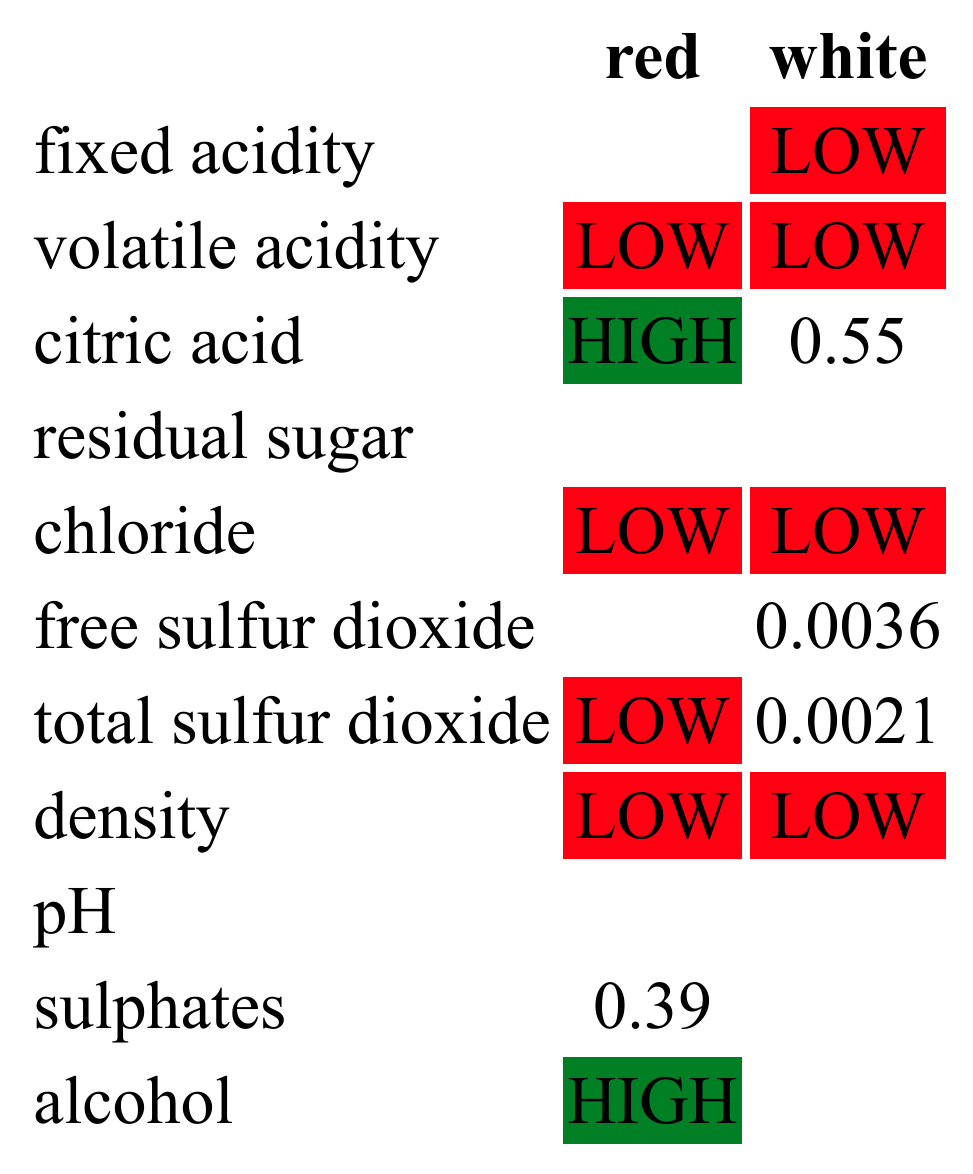 red white
fixed acidity LOW
volatile acidity LOW LOW
citric acid HIGH 0.55
residual sugar
chloride LOW LOW
free sulfur dioxide 0.0036
total sulfur dioxide LOW 0.0021
density LOW LOW
pH
sulphates 0.39
alcohol HIGH